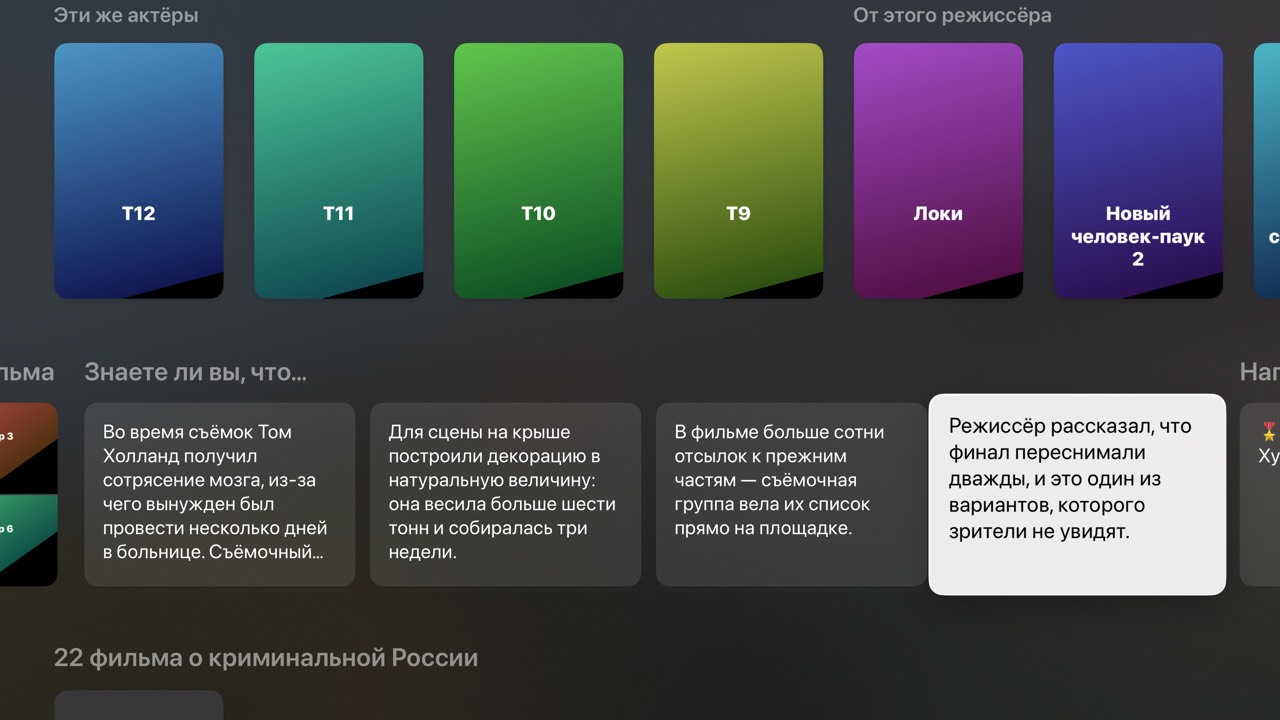 Эти же актёры
От этого режиссёра
T12
T11
T10
T9
Локи
Новый
человек-паук
2
Знаете ли вы, что...
Во время съёмок Том
Холланд получил
сотрясение мозга, из-за
чего вынужден был
провести несколько дней
в больнице. Съёмочный...
Для сцены на крыше
построили декорацию в
натуральную величину:
она весила больше шести
тонн и собиралась три
недели.
В фильме больше сотни
отсылок к прежним
частям — съёмочная
группа вела их список
прямо на площадке.
Режиссёр рассказал, что
финал переснимали
дважды, и это один из
вариантов, которого
зрители не увидят.
22 фильма о криминальной России